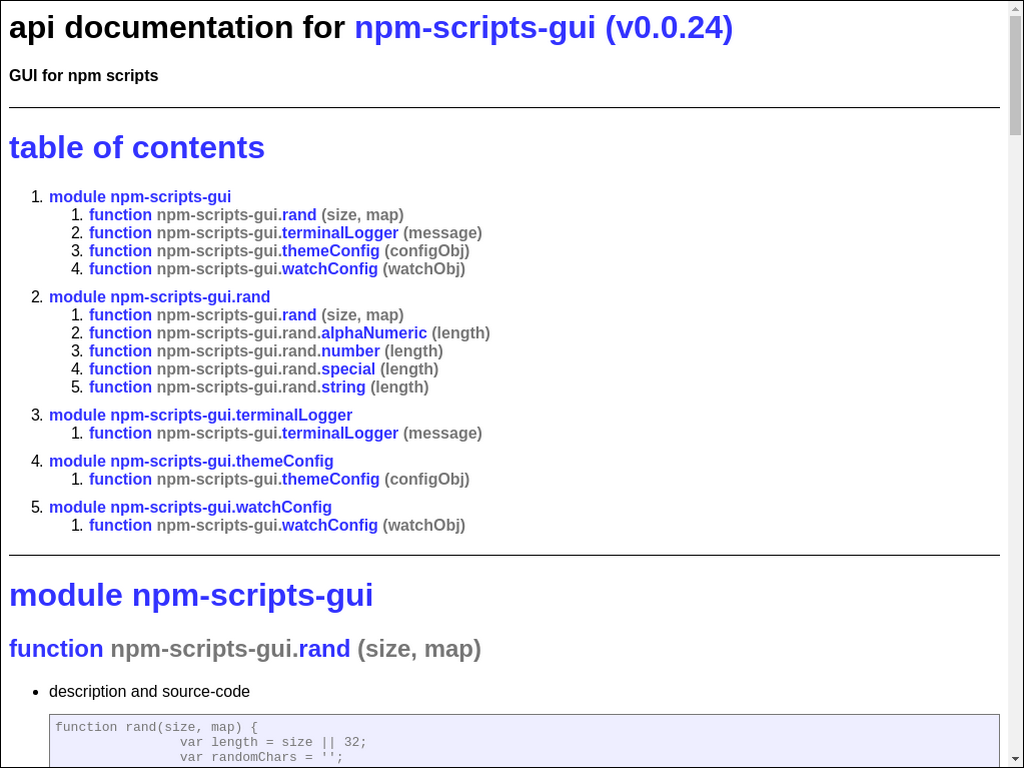 api documentation for npm-scripts-gui (v0.0.24)
GUI for npm scripts
table of contents
1. module npm-scripts-gui
1. function npm-scripts-gui.rand (size, map)
2. function npm-scripts-gui.terminalLogger (message)
3. function npm-scripts-gui.themeConfig (configObj)
4. function npm-scripts-gui.watchConfig (watchObj)
2. module npm-scripts-gui.rand
1. function npm-scripts-gui.rand (size, map)
2. function npm-scripts-gui.rand.alphaNumeric (length)
3. function npm-scripts-gui.rand.number (length)
4. function npm-scripts-gui.rand.special (length)
5. function npm-scripts-gui.rand.string (length)
3. module npm-scripts-gui.terminalLogger
1. function npm-scripts-gui.terminalLogger (message)
4. module npm-scripts-gui.themeConfig
1. function npm-scripts-gui.themeConfig (configObj)
5. module npm-scripts-gui.watchConfig
1. function npm-scripts-gui.watchConfig (watchObj)
module npm-scripts-gui
function npm-scripts-gui.rand (size, map)
• description and source-code
function rand(size, map) {
var length = size || 32;
var randomChars = '';